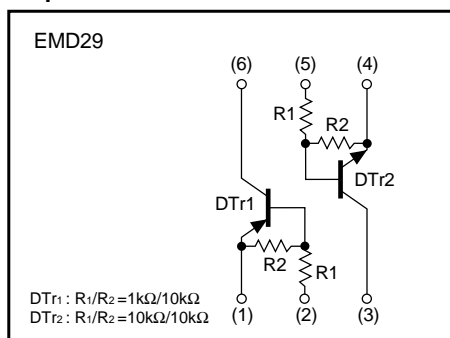 EMD29
(6) (5) (4)
R1
R2
DTr2
DTr1
R2
R1
DTr1 : R1/R2 =1kΩ/10kΩ
DTr2 : R1/R2 =10kΩ/10kΩ
(1) (2) (3)